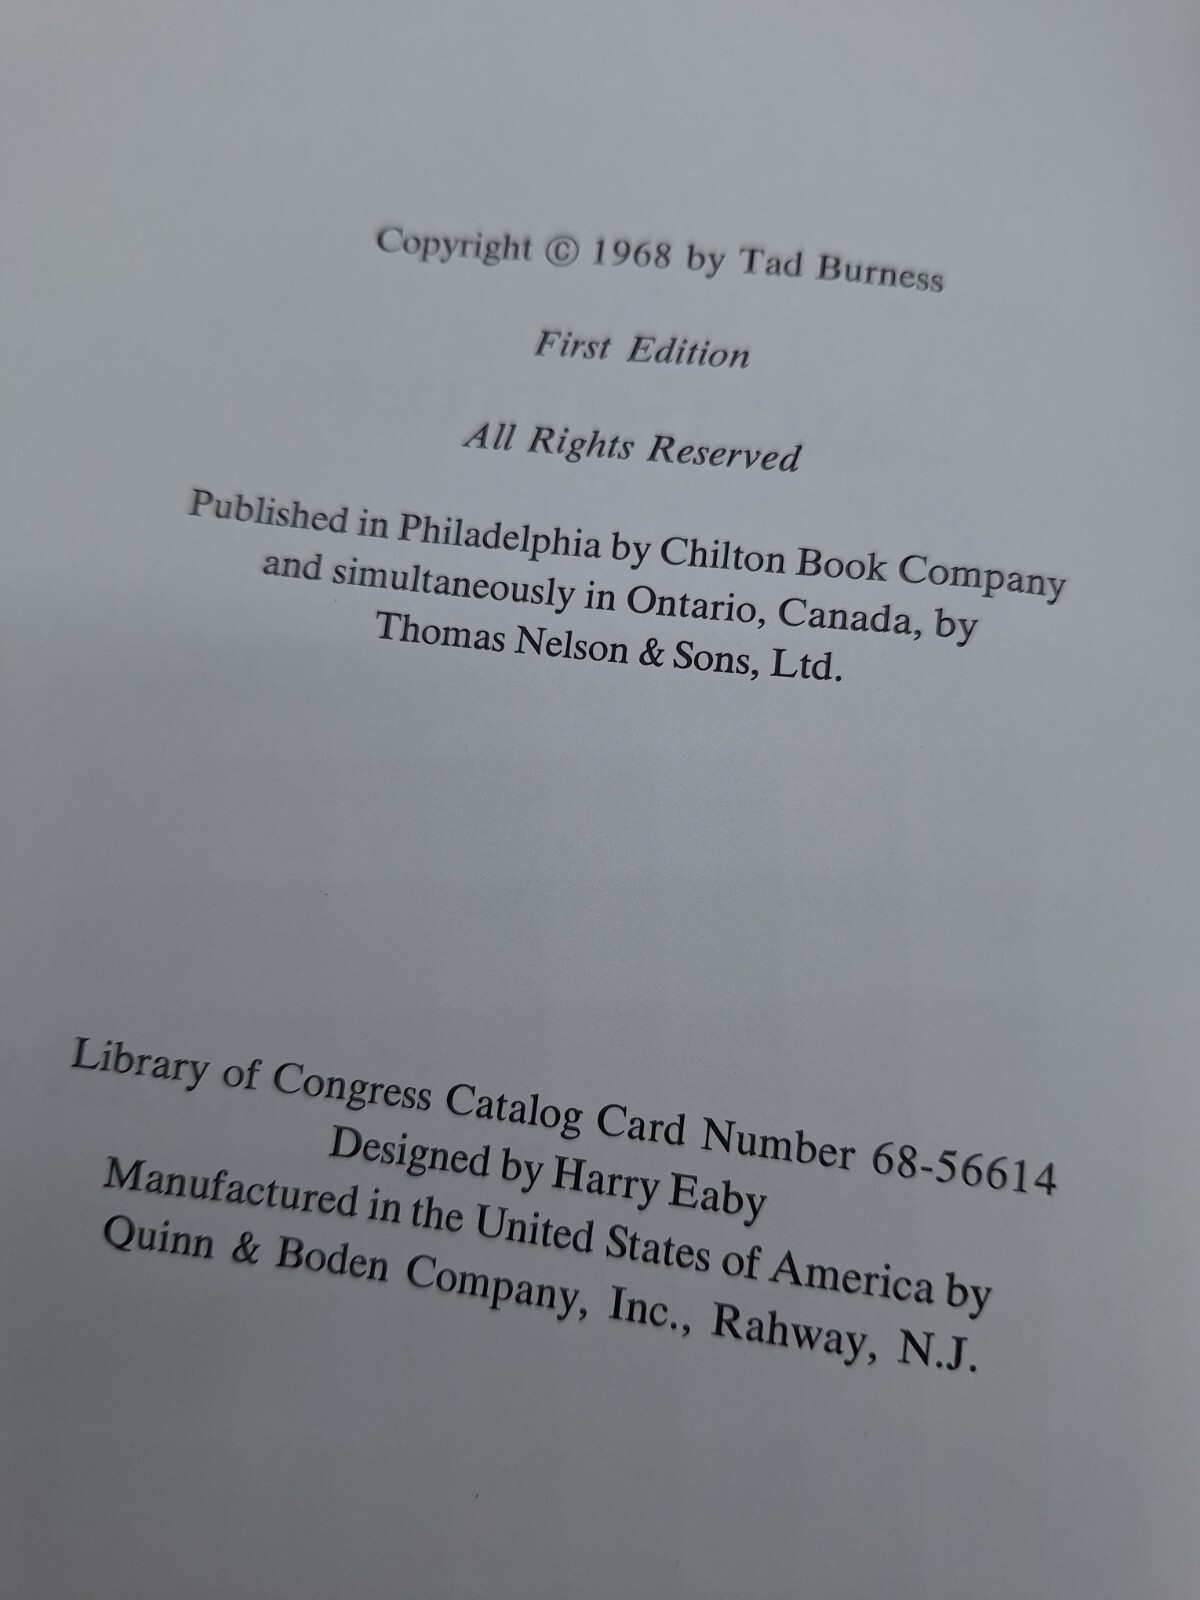 Copyright © 1968 by Tad Burness
First Edition
All Rights Reserved
Published in Philadelphia by Chilton Book Company
and simultaneously in Ontario, Canada, by
Thomas Nelson & Sons, Ltd.
Library of Congress Catalog Card Number 68-56614
Designed by Harry Eaby
Manufactured in the United States of America by
Quinn & Boden Company, Inc., Rahway, N.J.